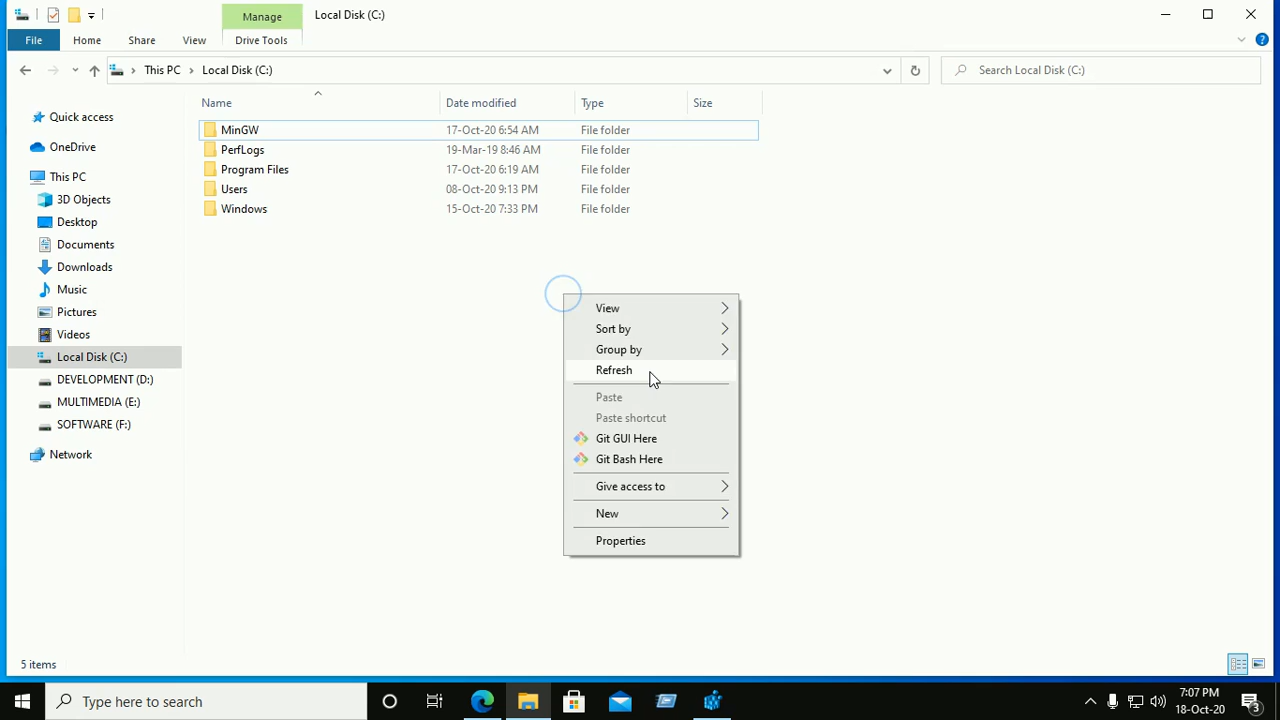 Manage
Local Disk (C:)
File
Home
Share
View
Drive Tools
This PC
Local Disk (C:)
Search Local Disk (C:)
Name
Date modified
Type
Size
MinGW
17-Oct-20 6:54 AM
File folder
PerfLogs
19-Mar-19 8:46 AM
File folder
Program Files
17-Oct-20 6:19 AM
File folder
Users
08-Oct-20 9:13 PM
File folder
Windows
15-Oct-20 7:33 PM
File folder
Quick access
OneDrive
This PC
3D Objects
Desktop
Documents
Downloads
Music
Pictures
Videos
Local Disk (C:)
DEVELOPMENT (D:)
MULTIMEDIA (E:)
SOFTWARE (F:)
Network
View
Sort by
Group by
Refresh
Paste
Paste shortcut
Git GUI Here
Git Bash Here
Give access to
New
Properties
5 items
Type here to search
7:07 PM
18-Oct-20
3